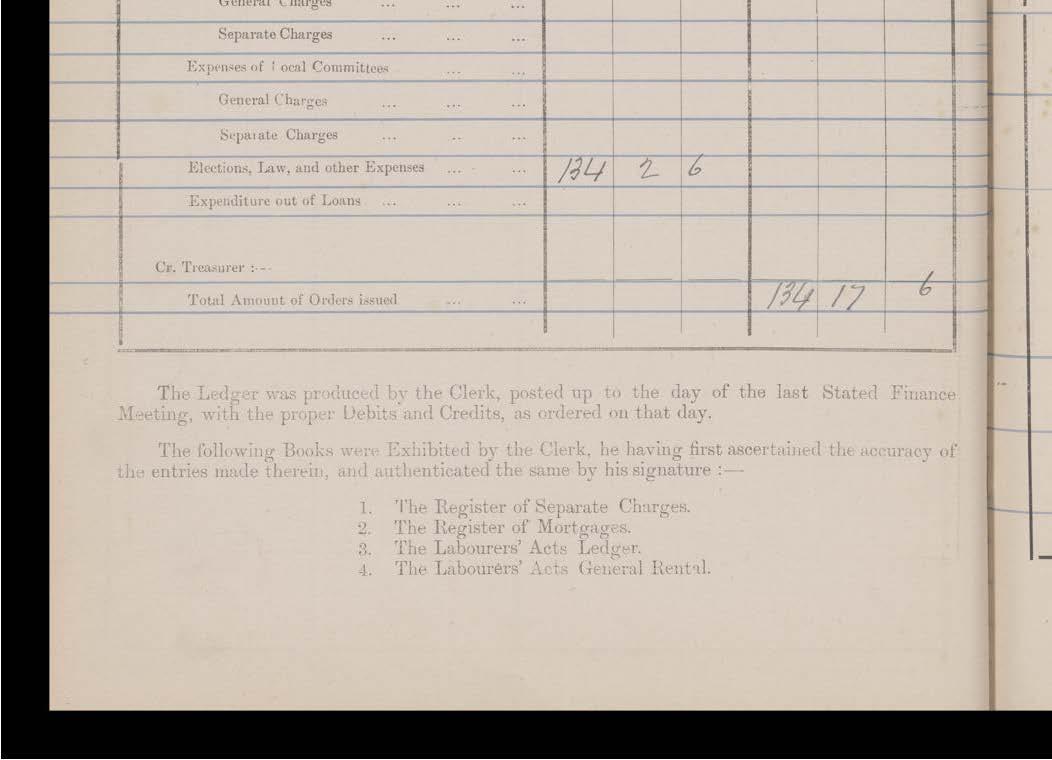 General Charges ... ... ...
Separate Charges ... ... ...
Expenses of Local Committees ... ...
General Charges ... ... ...
Separate Charges ... .. ...
Elections, Law, and other Expenses ... ... 134 2 6
Expenditure out of Loans ... ... ...
Cr. Treasurer :--
Total Amount of Orders issued ... ... 134 17 6
The Ledger was produced by the Clerk, posted up to the day of the last Stated Finance
Meeting, with the proper Debits and Credits, as ordered on that day.
The following Books were Exhibited by the Clerk, he having first ascertained the accuracy of
the entries made therein, and authenticated the same by his signature :—
1. The Register of Separate Charges.
2. The Register of Mortgages.
3. The Labourers' Acts Ledger.
4. The Labourers' Acts General Rental.